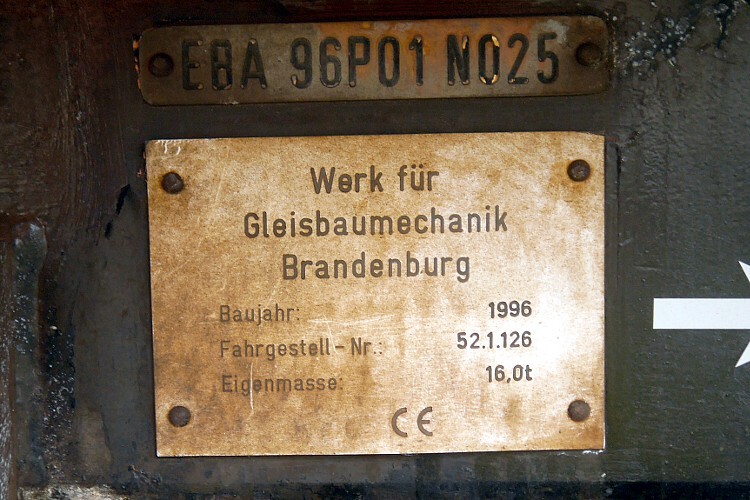 EBA 96P01 N025
Werk für
Gleisbaumechanik
Brandenburg
Baujahr: 1996
Fahrgestell-Nr.: 52.1.126
Eigenmasse: 16,0t
CE